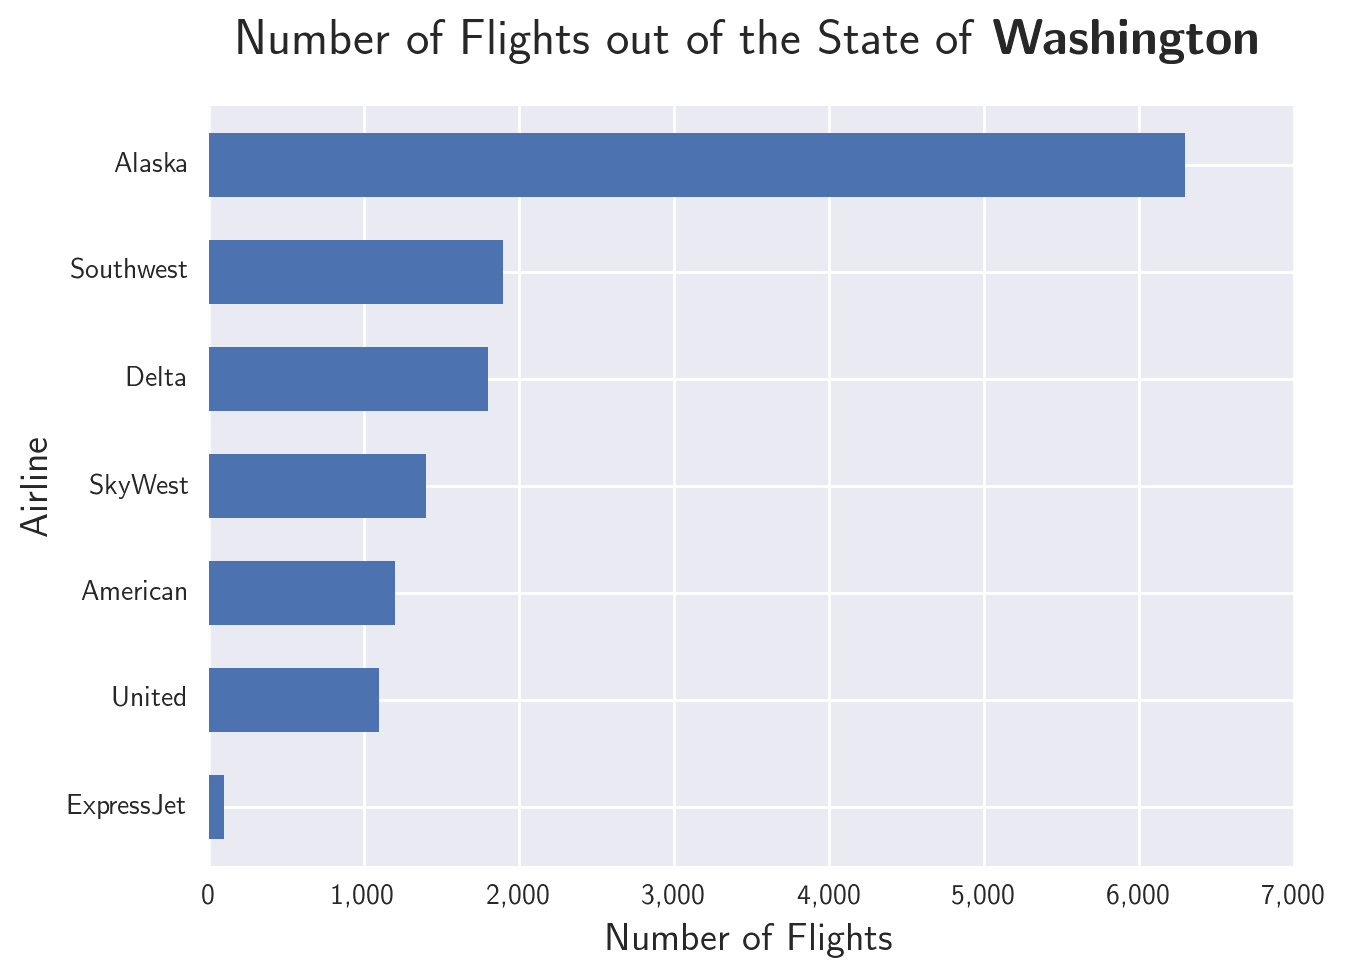 Number of Flights out of the State of Washington
Alaska
Southwest
Delta
SkyWest
American
United
ExpressJet
Airline
0 1,000 2,000 3,000 4,000 5,000 6,000 7,000
Number of Flights